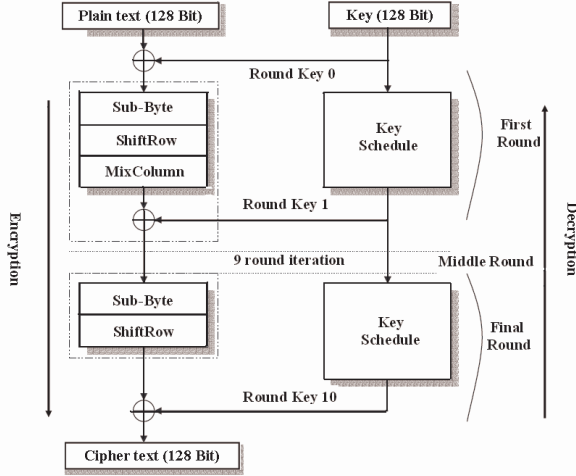 Plain text (128 Bit)
Key (128 Bit)
Round Key 0
Sub-Byte
ShiftRow
MixColumn
Key
Schedule
First
Round
Round Key 1
Encryption
Decryption
9 round iteration
Middle Round
Sub-Byte
ShiftRow
Key
Schedule
Final
Round
Round Key 10
Cipher text (128 Bit)